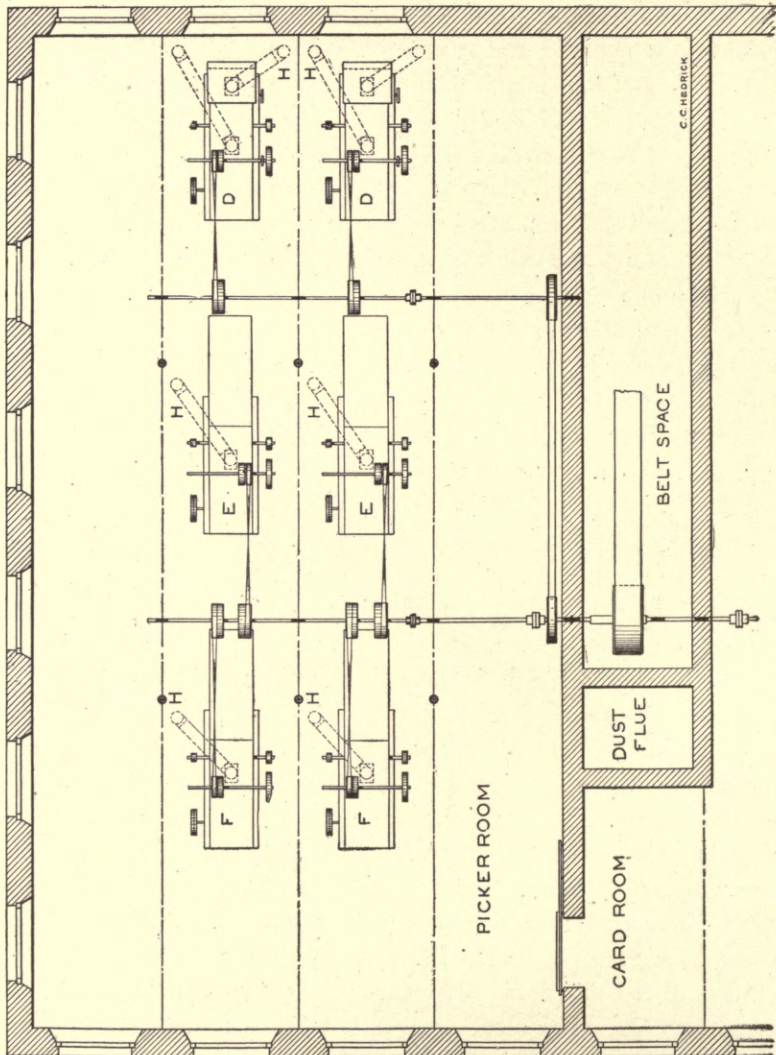 H
H
F
E
D
H
H
H
H
F
E
D
PICKER ROOM
CARD ROOM
DUST
FLUE
BELT SPACE
C.C.HEDRICK